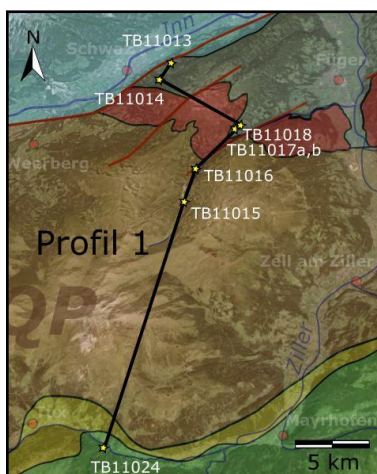 Inn
TB11013
Schwaz
N
Fügen
TB11014
TB11018
TB11017a,b
Weerberg
TB11016
TB11015
Profil 1
Zell am Ziller
QP
Ziller
Tux
Mayrhofen
5 km
TB11024